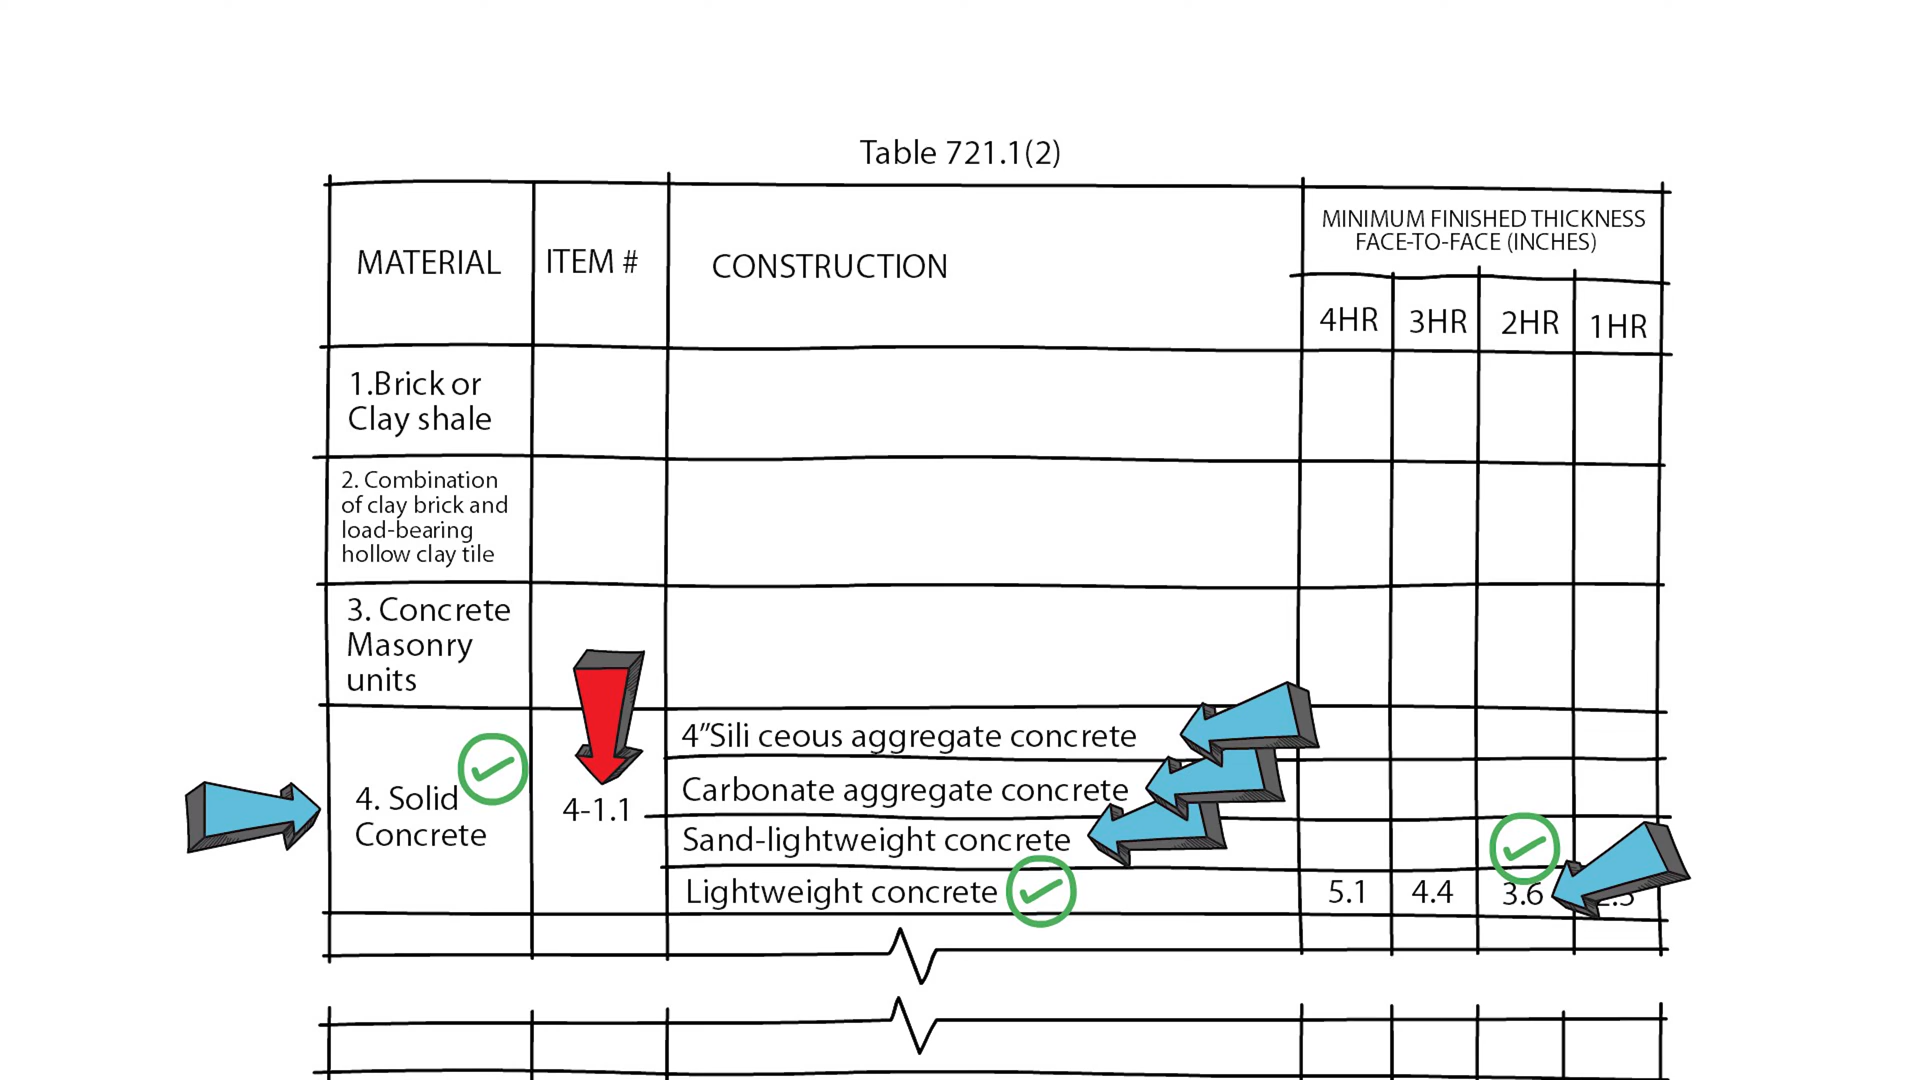 Table 721.1(2)
MATERIAL
ITEM #
CONSTRUCTION
MINIMUM FINISHED THICKNESS
FACE-TO-FACE (INCHES)
4HR
3HR
2HR
1HR
1.Brick or
Clay shale
2. Combination
of clay brick and
load-bearing
hollow clay tile
3. Concrete
Masonry
units
4. Solid
Concrete
4-1.1
4"Sili ceous aggregate concrete
Carbonate aggregate concrete
Sand-lightweight concrete
Lightweight concrete
5.1
4.4
3.6